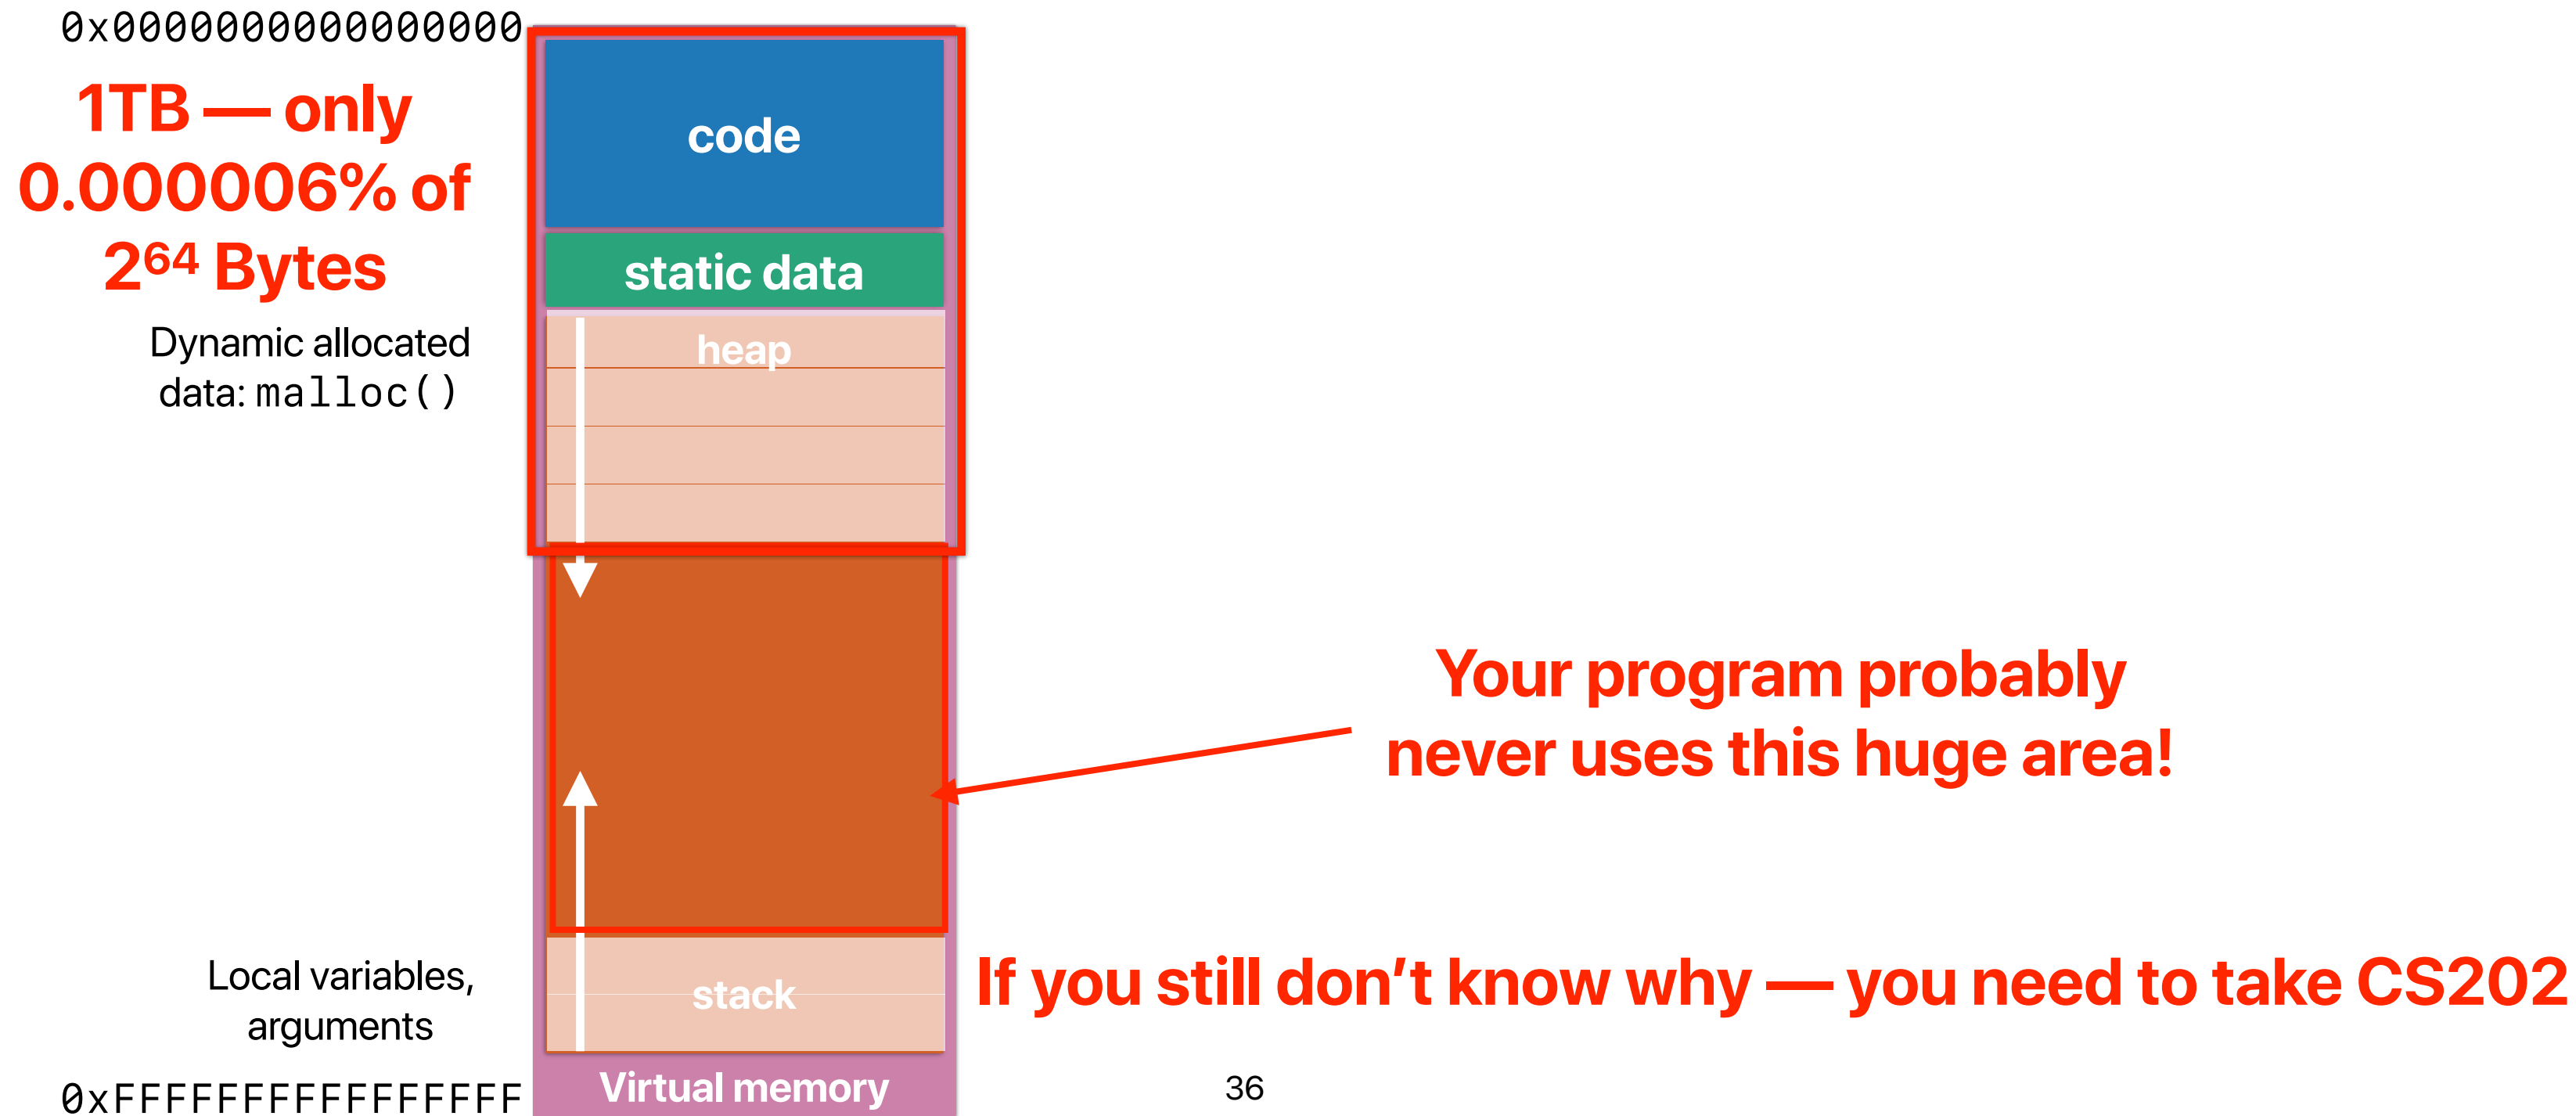 0x0000000000000000
1TB — only
0.000006% of
2⁶⁴ Bytes
code
static data
heap
Dynamic allocated
data: malloc()
Your program probably
never uses this huge area!
If you still don’t know why — you need to take CS202
Local variables,
arguments
stack
Virtual memory
0xFFFFFFFFFFFFFFFF
36